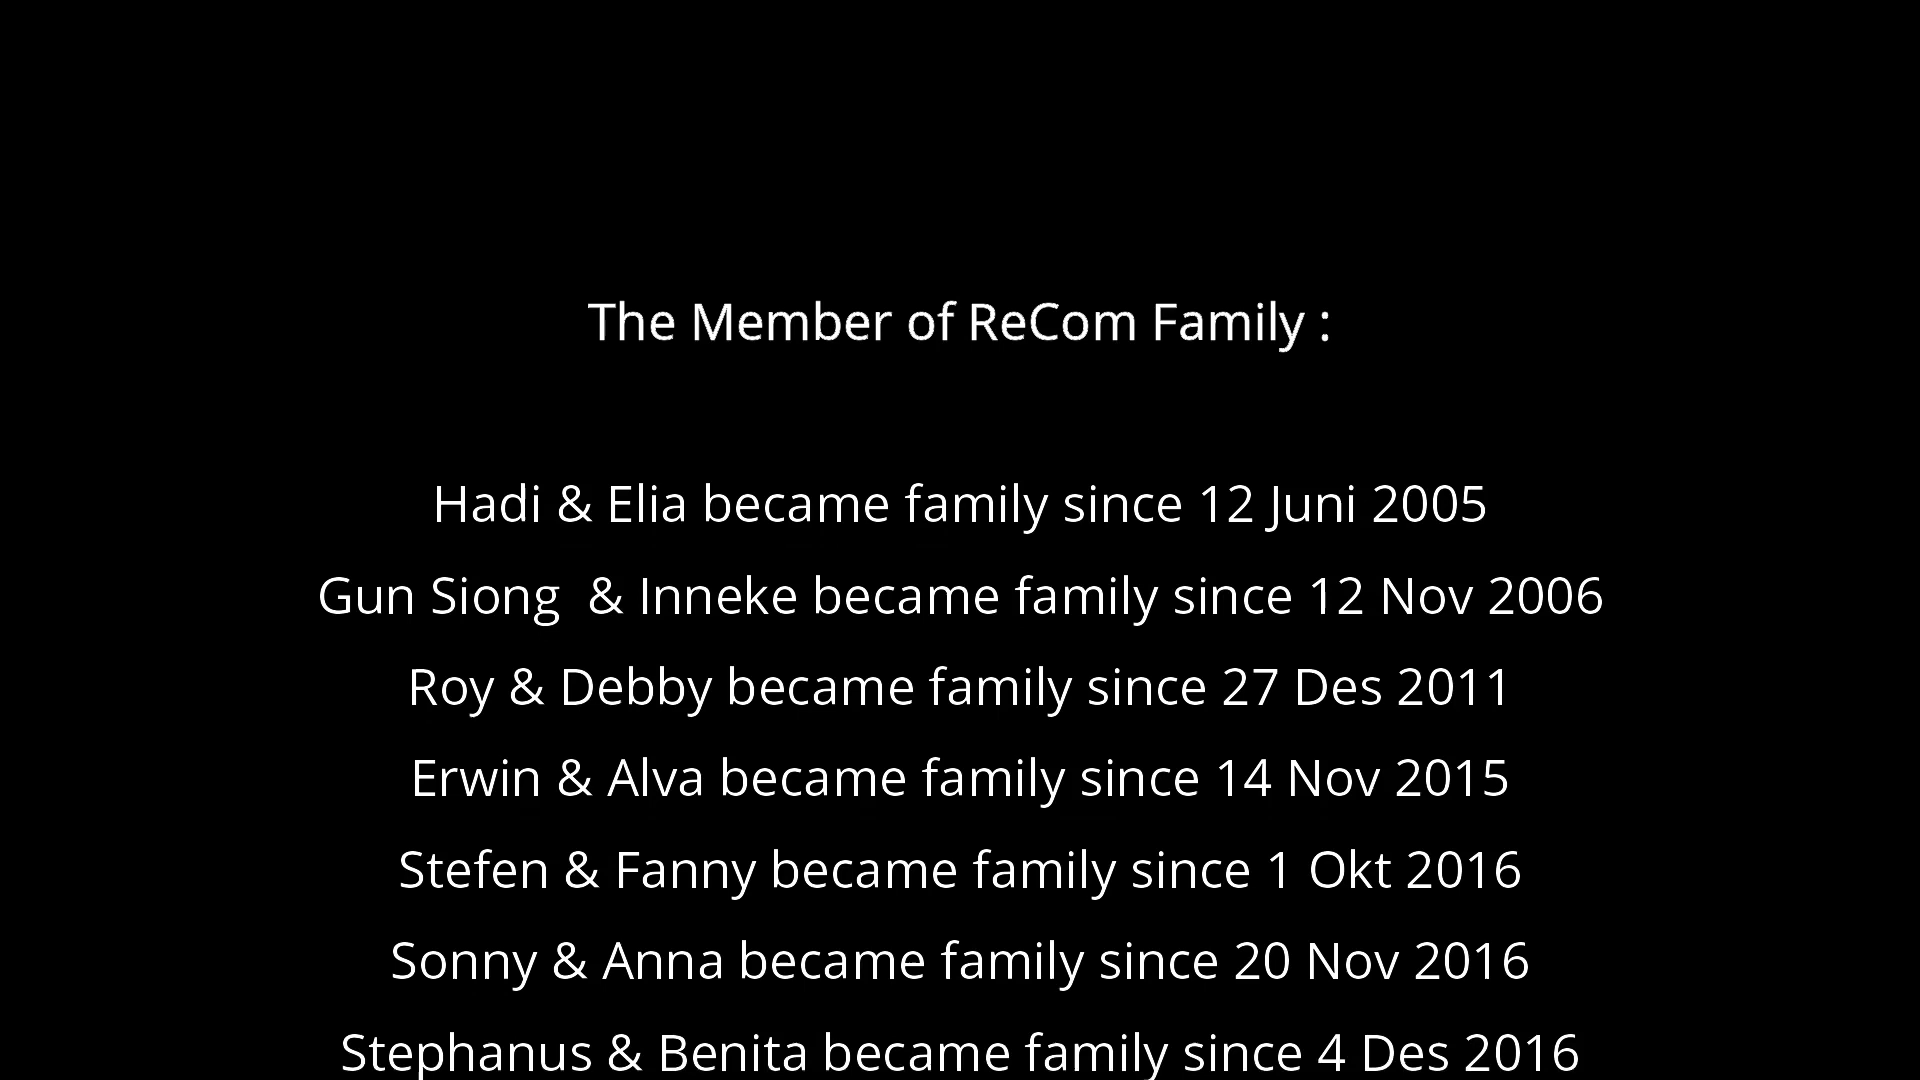 The Member of ReCom Family :
Hadi & Elia became family since 12 Juni 2005
Gun Siong  & Inneke became family since 12 Nov 2006
Roy & Debby became family since 27 Des 2011
Erwin & Alva became family since 14 Nov 2015
Stefen & Fanny became family since 1 Okt 2016
Sonny & Anna became family since 20 Nov 2016
Stephanus & Benita became family since 4 Des 2016